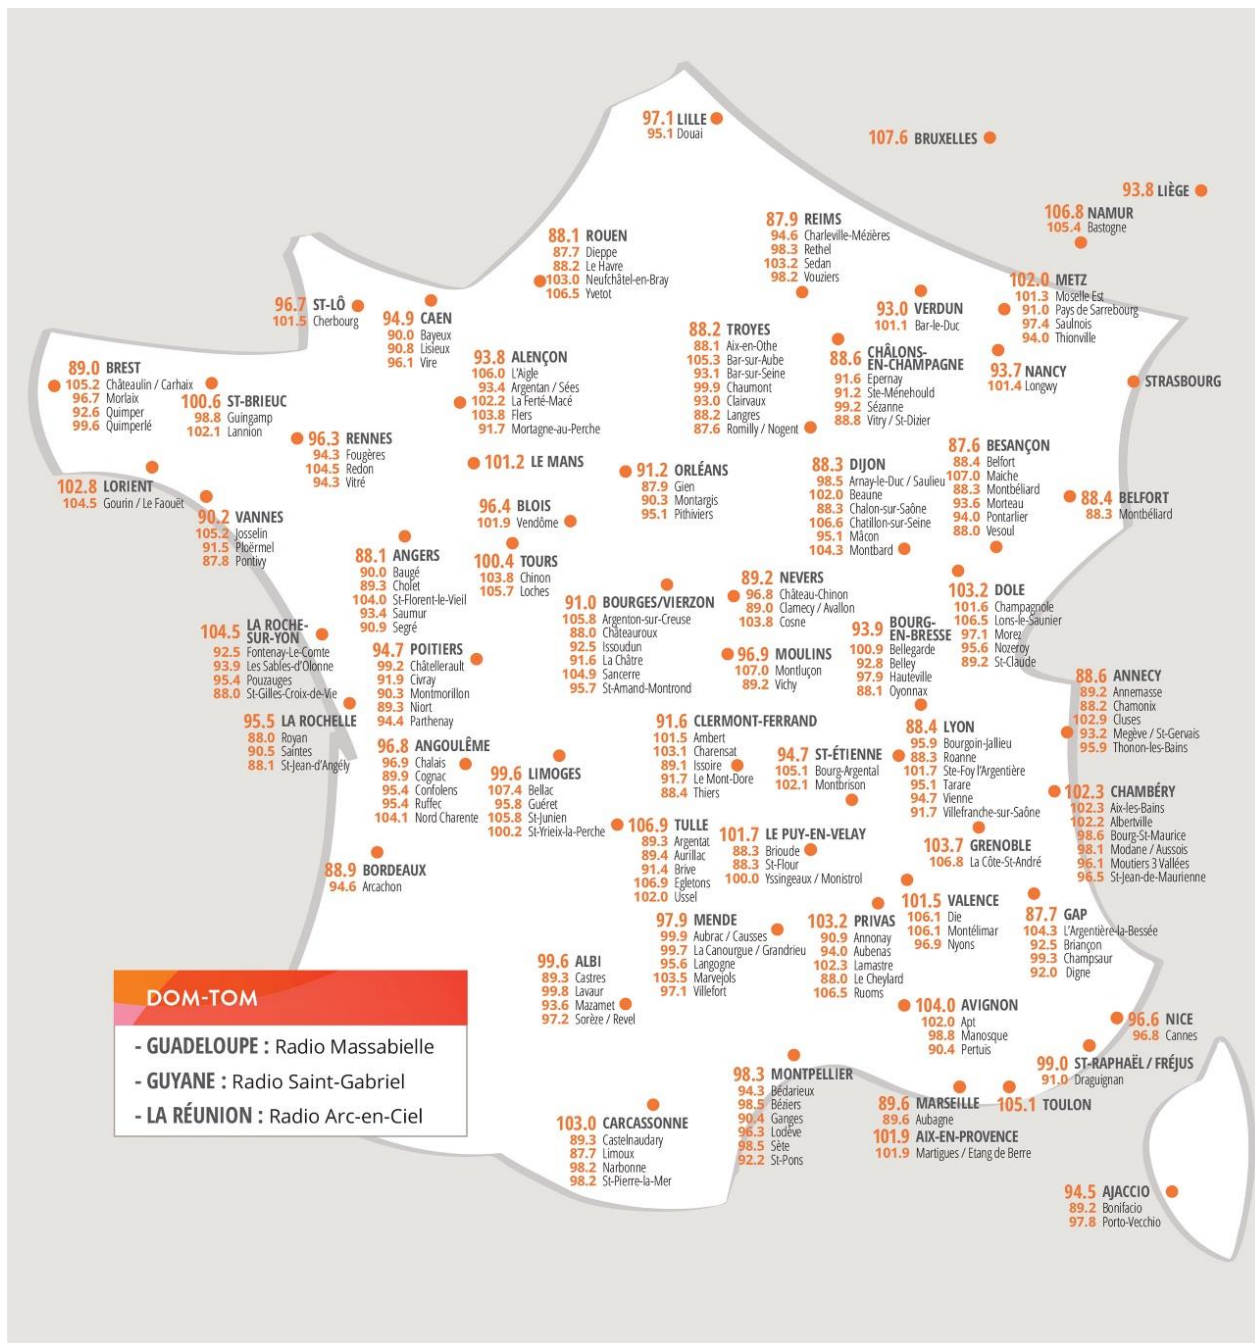 97.1 LILLE
95.1 Douai
107.6 BRUXELLES
93.8 LIÈGE
106.8 NAMUR
105.4 Bastogne
87.9 REIMS
94.6 Charleville-Mézières
98.3 Rethel
103.2 Sedan
98.2 Vouziers
88.1 ROUEN
87.7 Dieppe
88.2 Le Havre
103.0 Neufchâtel-en-Bray
106.5 Yvetot
102.0 METZ
101.3 Moselle Est
91.0 Pays de Sarrebourg
97.4 Saulnois
94.0 Thionville
96.7 ST-LÔ
101.5 Cherbourg
94.9 CAEN
90.0 Bayeux
90.8 Lisieux
96.1 Vire
93.0 VERDUN
101.1 Bar-le-Duc
88.2 TROYES
88.1 Aix-en-Othe
105.3 Bar-sur-Aube
93.1 Bar-sur-Seine
99.9 Chaumont
93.0 Clairvaux
88.2 Langres
87.6 Romilly / Nogent
88.6 CHÂLONS-
EN-CHAMPAGNE
91.6 Epernay
91.2 Ste-Ménehould
99.2 Sézanne
88.8 Vitry / St-Dizier
93.7 NANCY
101.4 Longwy
STRASBOURG
93.8 ALENÇON
106.0 L'Aigle
93.4 Argentan / Sées
102.2 La Ferté-Macé
103.8 Flers
91.7 Mortagne-au-Perche
89.0 BREST
105.2 Châteaulin / Carhaix
96.7 Morlaix
92.6 Quimper
99.6 Quimperlé
100.6 ST-BRIEUC
98.8 Guingamp
102.1 Lannion
96.3 RENNES
94.3 Fougères
104.5 Redon
94.3 Vitré
101.2 LE MANS
91.2 ORLÉANS
87.9 Gien
90.3 Montargis
95.1 Pithiviers
88.3 DIJON
98.5 Arnay-le-Duc / Saulieu
102.0 Beaune
88.3 Chalon-sur-Saône
106.6 Chatillon-sur-Seine
95.1 Mâcon
104.3 Montbard
87.6 BESANÇON
88.4 Belfort
107.0 Maiche
88.3 Montbéliard
93.6 Morteau
94.0 Pontarlier
88.0 Vesoul
88.4 BELFORT
88.3 Montbéliard
102.8 LORIENT
104.5 Gourin / Le Faouët
90.2 VANNES
105.2 Josselin
91.5 Ploërmel
87.8 Pontivy
96.4 BLOIS
101.9 Vendôme
88.1 ANGERS
90.0 Baugé
89.3 Cholet
104.0 St-Florent-le-Vieil
93.4 Saumur
90.9 Segré
100.4 TOURS
103.8 Chinon
105.7 Loches
91.0 BOURGES/VIERZON
105.8 Argenton-sur-Creuse
88.0 Châteauroux
92.5 Issoudun
91.6 La Châtre
104.9 Sancerre
95.7 St-Amand-Montrond
89.2 NEVERS
96.8 Château-Chinon
89.0 Clamecy / Avallon
103.8 Cosne
103.2 DOLE
101.6 Champagnole
106.5 Lons-le-Saunier
97.1 Morez
95.6 Nozeroy
89.2 St-Claude
93.9 BOURG-
EN-BRESSE
100.9 Bellegarde
92.8 Belley
97.9 Hauteville
88.1 Oyonnax
96.9 MOULINS
107.0 Montluçon
89.2 Vichy
104.5 LA ROCHE-
SUR-YON
92.5 Fontenay-Le-Comte
93.9 Les Sables-d'Olonne
95.4 Pouzauges
88.0 St-Gilles-Croix-de-Vie
94.7 POITIERS
99.2 Châtellerault
91.9 Civray
90.3 Montmorillon
89.3 Niort
94.4 Parthenay
88.6 ANNECY
89.2 Annemasse
88.2 Chamonix
102.9 Cluses
93.2 Megève / St-Gervais
95.9 Thonon-les-Bains
95.5 LA ROCHELLE
88.0 Royan
90.5 Saintes
88.1 St-Jean-d'Angély
96.8 ANGOULÊME
96.9 Chalais
89.9 Cognac
95.4 Confolens
95.4 Ruffec
104.1 Nord Charente
99.6 LIMOGES
107.4 Bellac
95.8 Guéret
105.8 St-Junien
100.2 St-Yrieix-la-Perche
91.6 CLERMONT-FERRAND
101.5 Ambert
103.1 Charensat
89.1 Issoire
91.7 Le Mont-Dore
88.4 Thiers
94.7 ST-ÉTIENNE
105.1 Bourg-Argental
102.1 Montbrison
88.4 LYON
95.9 Bourgoin-Jallieu
88.3 Roanne
101.7 Ste-Foy l'Argentière
95.1 Tarare
94.7 Vienne
91.7 Villefranche-sur-Saône
102.3 CHAMBÉRY
102.3 Aix-les-Bains
102.2 Albertville
98.6 Bourg-St-Maurice
98.1 Modane / Aussois
96.1 Moutiers 3 Vallées
96.5 St-Jean-de-Maurienne
106.9 TULLE
89.3 Argentat
89.4 Aurillac
91.4 Brive
106.9 Egletons
102.0 Ussel
101.7 LE PUY-EN-VELAY
88.3 Brioude
88.3 St-Flour
100.0 Yssingeaux / Monistrol
103.7 GRENOBLE
106.8 La Côte-St-André
88.9 BORDEAUX
94.6 Arcachon
101.5 VALENCE
106.1 Die
106.1 Montélimar
96.9 Nyons
87.7 GAP
104.3 L'Argentière-la-Bessée
92.5 Briançon
99.3 Champsaur
92.0 Digne
97.9 MENDE
99.9 Aubrac / Causses
99.7 La Canourgue / Grandrieu
95.6 Langogne
103.5 Marvejols
97.1 Villefort
103.2 PRIVAS
90.9 Annonay
94.0 Aubenas
102.3 Lamastre
88.0 Le Cheylard
106.5 Ruoms
99.6 ALBI
89.3 Castres
99.8 Lavaur
93.6 Mazamet
97.2 Sorèze / Revel
DOM-TOM
- GUADELOUPE : Radio Massabielle
- GUYANE : Radio Saint-Gabriel
- LA RÉUNION : Radio Arc-en-Ciel
104.0 AVIGNON
102.0 Apt
98.8 Manosque
90.4 Pertuis
96.6 NICE
96.8 Cannes
99.0 ST-RAPHAËL / FRÉJUS
91.0 Draguignan
98.3 MONTPELLIER
94.3 Bédarieux
98.5 Béziers
90.4 Ganges
96.3 Lodève
98.5 Sète
92.2 St-Pons
89.6 MARSEILLE
89.6 Aubagne
101.9 AIX-EN-PROVENCE
101.9 Martigues / Etang de Berre
105.1 TOULON
103.0 CARCASSONNE
89.3 Castelnaudary
87.7 Limoux
98.2 Narbonne
98.2 St-Pierre-la-Mer
94.5 AJACCIO
89.2 Bonifacio
97.8 Porto-Vecchio